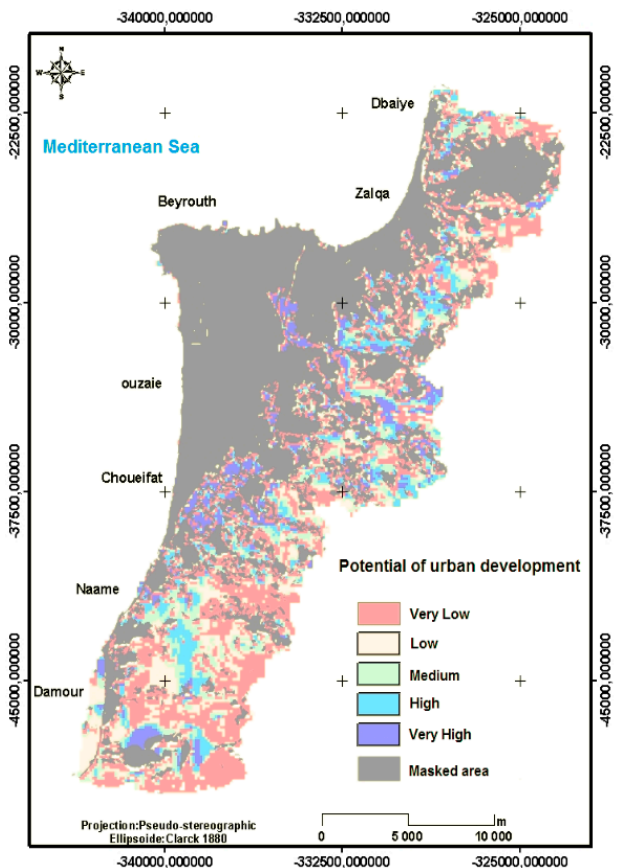 -340000,000000 -332500,000000 -325000,000000
N
W E
S
-22500,000000 -22500,000000
Dbaiye
Mediterranean Sea
Zalqa
Beyrouth
-30000,000000 -30000,000000
ouzaie
Choueifat
-37500,000000 -37500,000000
Potential of urban development
Naame
Very Low
Low
Medium
Damour
-45000,000000 -45000,000000
High
Very High
Masked area
m
Projection:Pseudo-stereographic
Ellipsoide:Clarck 1880
0 5 000 10 000
-340000,000000 -332500,000000 -325000,000000